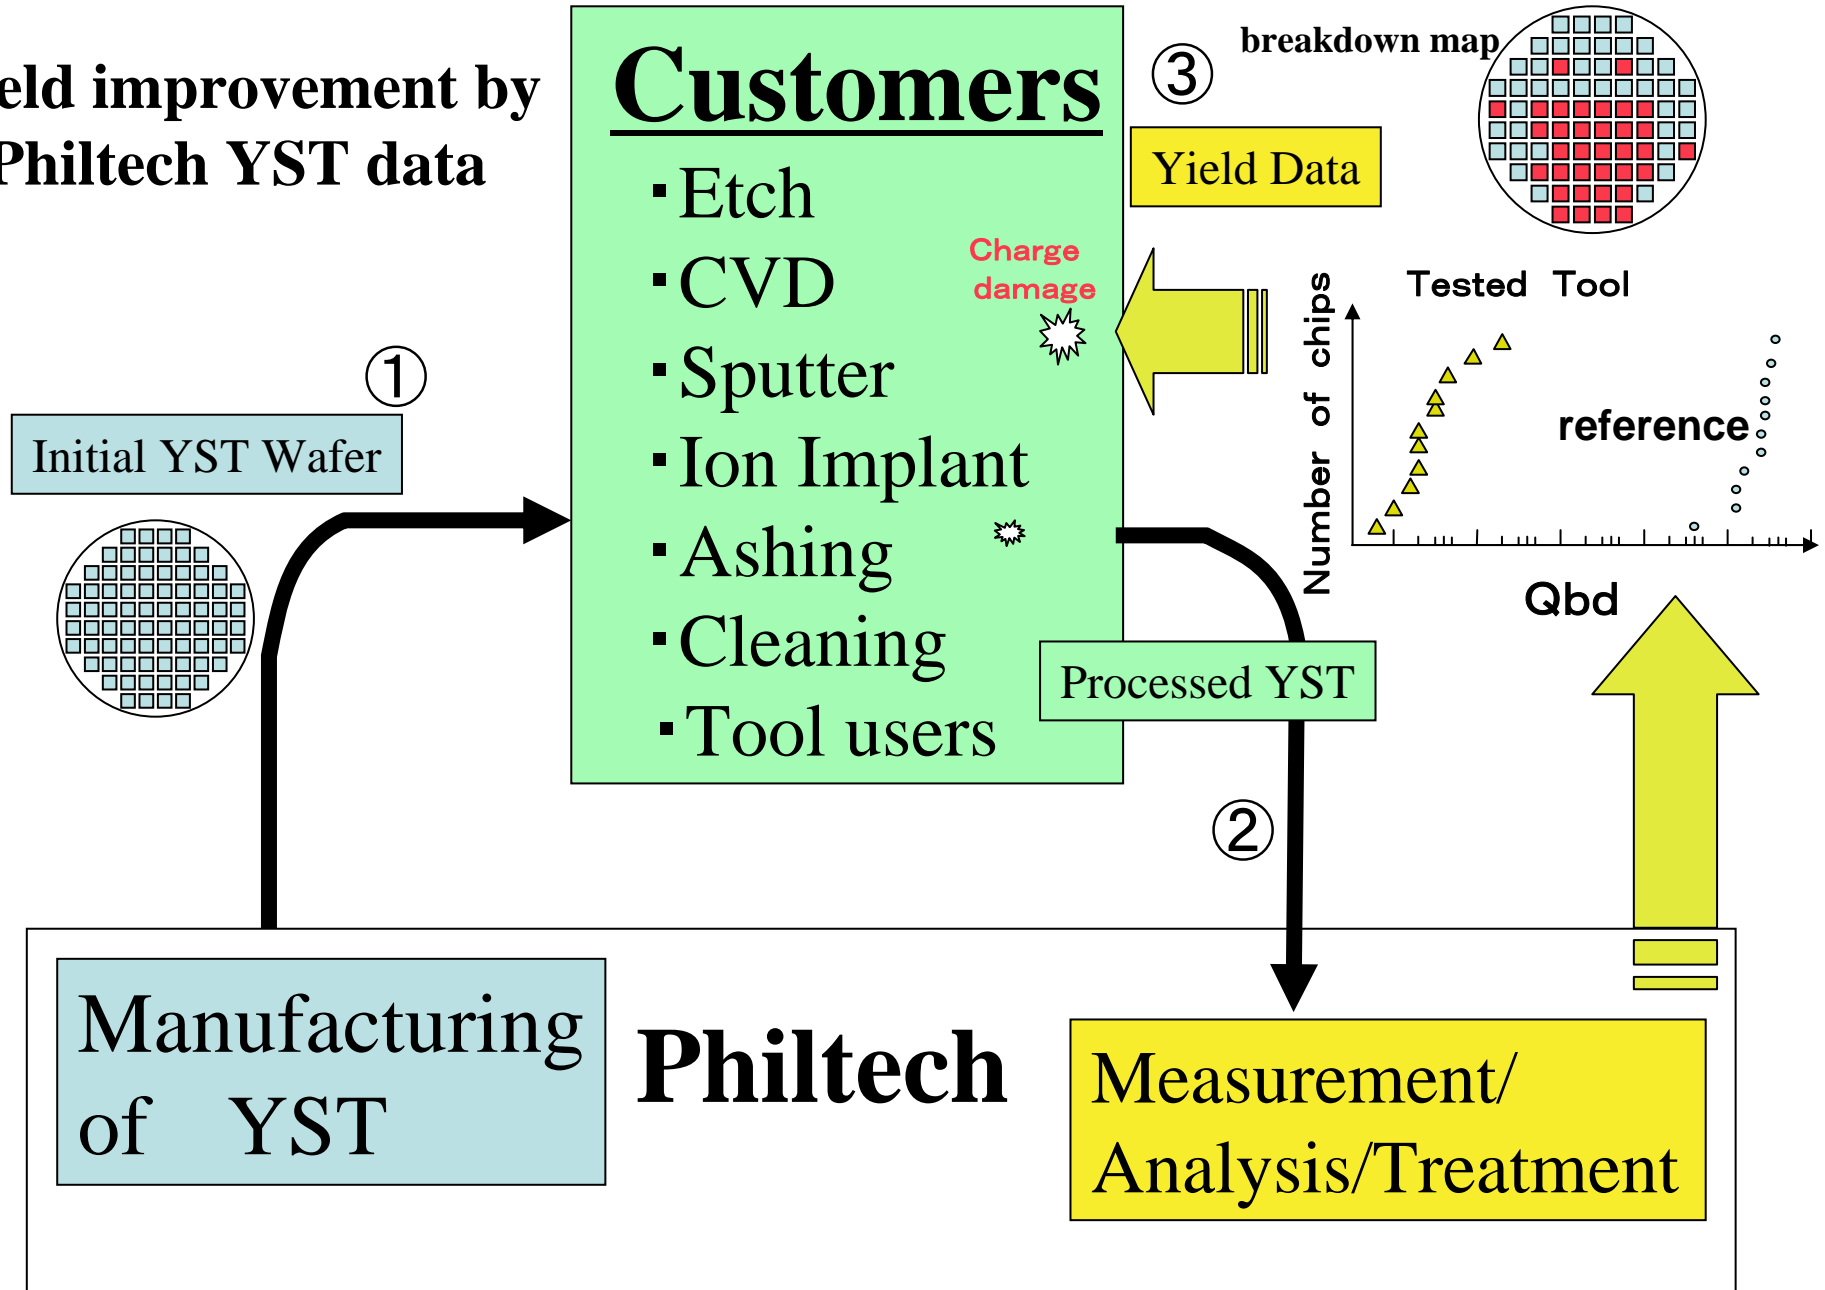 eld improvement by
Philtech YST data
Customers
・Etch
・CVD
・Sputter
・Ion Implant
・Ashing
・Cleaning
・Tool users
Charge
damage
①
Initial YST Wafer
③
breakdown map
Yield Data
Tested Tool
Number of chips
reference
Qbd
Processed YST
②
Manufacturing
of YST
Philtech
Measurement/
Analysis/Treatment